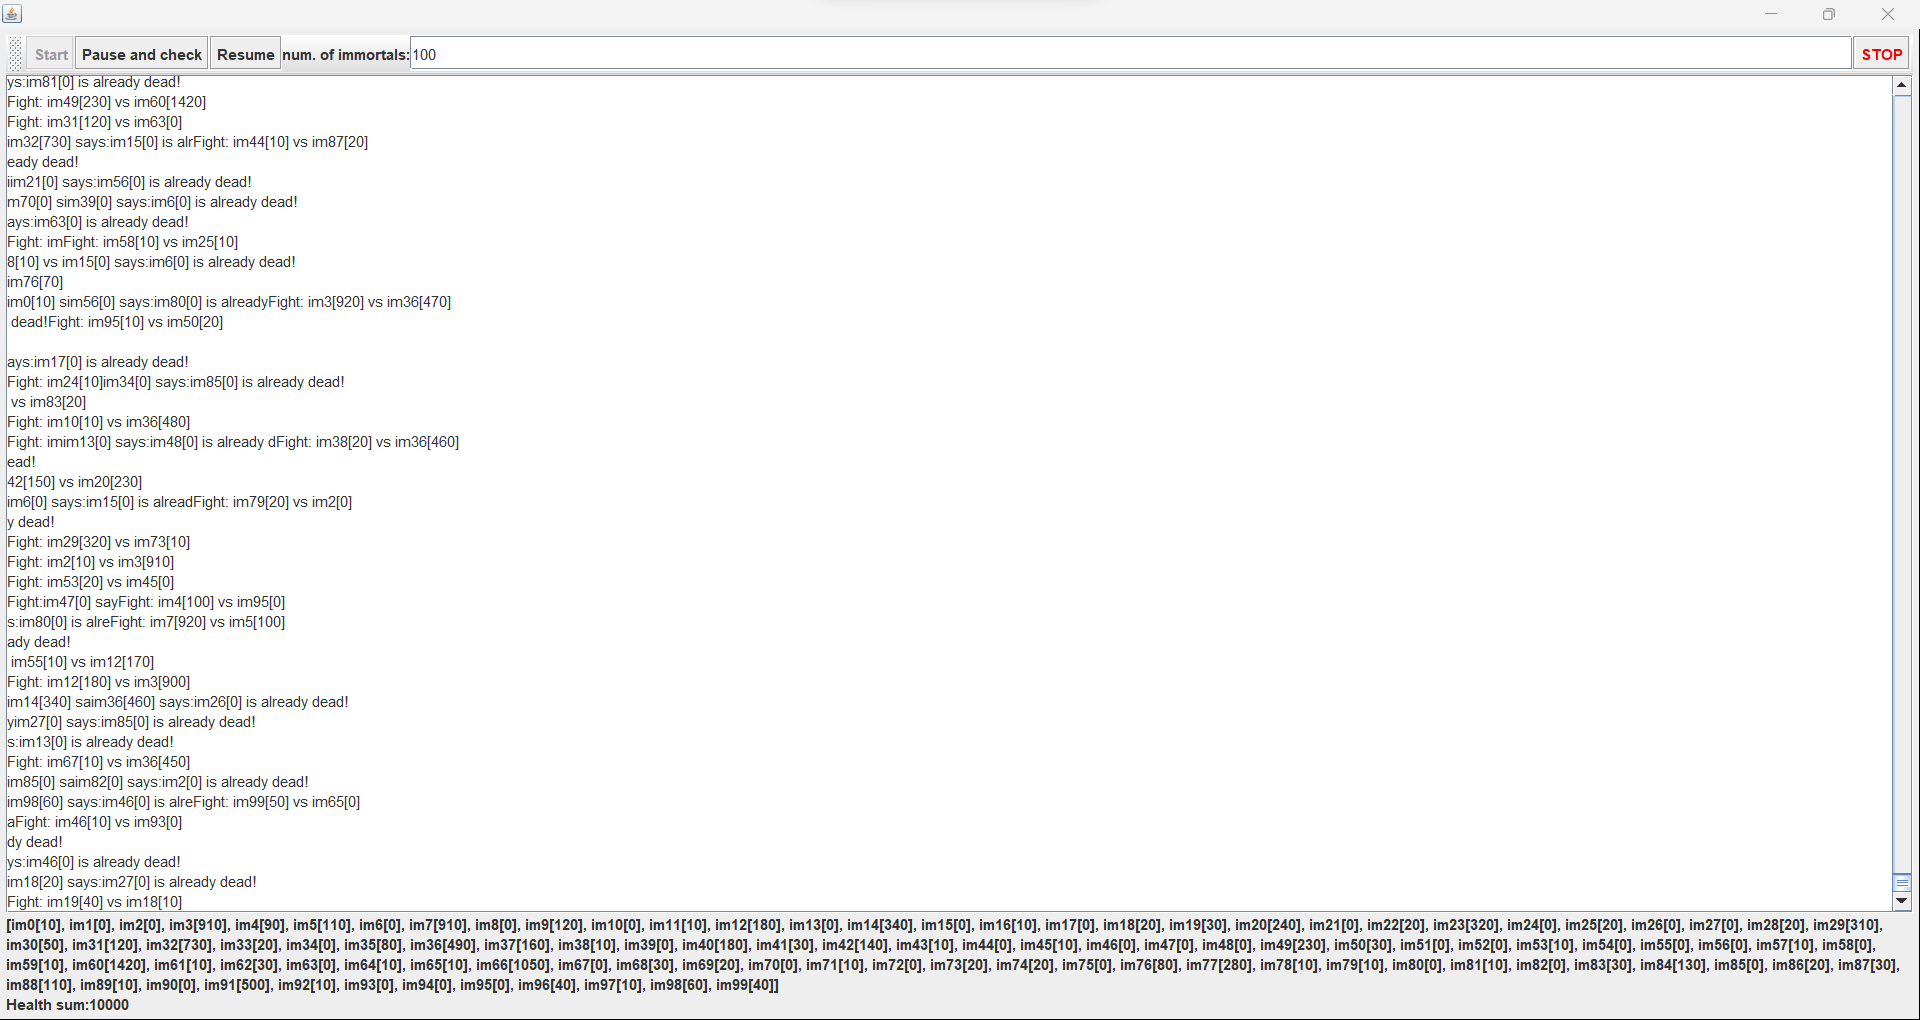 Start Pause and check Resume num. of immortals: 100 STOP
ys:im81[0] is already dead!
Fight: im49[230] vs im60[1420]
Fight: im31[120] vs im63[0]
im32[730] says:im15[0] is alrFight: im44[10] vs im87[20]
eady dead!
iim21[0] says:im56[0] is already dead!
m70[0] sim39[0] says:im6[0] is already dead!
ays:im63[0] is already dead!
Fight: imFight: im58[10] vs im25[10]
8[10] vs im15[0] says:im6[0] is already dead!
im76[70]
im0[10] sim56[0] says:im80[0] is alreadyFight: im3[920] vs im36[470]
dead!Fight: im95[10] vs im50[20]
ays:im17[0] is already dead!
Fight: im24[10]im34[0] says:im85[0] is already dead!
vs im83[20]
Fight: im10[10] vs im36[480]
Fight: imim13[0] says:im48[0] is already dFight: im38[20] vs im36[460]
ead!
42[150] vs im20[230]
im6[0] says:im15[0] is alreadFight: im79[20] vs im2[0]
y dead!
Fight: im29[320] vs im73[10]
Fight: im2[10] vs im3[910]
Fight: im53[20] vs im45[0]
Fight:im47[0] sayFight: im4[100] vs im95[0]
s:im80[0] is alreFight: im7[920] vs im5[100]
ady dead!
im55[10] vs im12[170]
Fight: im12[180] vs im3[900]
im14[340] saim36[460] says:im26[0] is already dead!
yim27[0] says:im85[0] is already dead!
s:im13[0] is already dead!
Fight: im67[10] vs im36[450]
im85[0] saim82[0] says:im2[0] is already dead!
im98[60] says:im46[0] is alreFight: im99[50] vs im65[0]
aFight: im46[10] vs im93[0]
dy dead!
ys:im46[0] is already dead!
im18[20] says:im27[0] is already dead!
Fight: im19[40] vs im18[10]
[im0[10], im1[0], im2[0], im3[910], im4[90], im5[110], im6[0], im7[910], im8[0], im9[120], im10[0], im11[10], im12[180], im13[0], im14[340], im15[0], im16[10], im17[0], im18[20], im19[30], im20[240], im21[0], im22[20], im23[320], im24[0], im25[20], im26[0], im27[0], im28[20], im29[310],
im30[50], im31[120], im32[730], im33[20], im34[0], im35[80], im36[490], im37[160], im38[10], im39[0], im40[180], im41[30], im42[140], im43[10], im44[0], im45[10], im46[0], im47[0], im48[0], im49[230], im50[30], im51[0], im52[0], im53[10], im54[0], im55[0], im56[0], im57[10], im58[0],
im59[10], im60[1420], im61[10], im62[30], im63[0], im64[10], im65[10], im66[1050], im67[0], im68[30], im69[20], im70[0], im71[10], im72[0], im73[20], im74[20], im75[0], im76[80], im77[280], im78[10], im79[10], im80[0], im81[10], im82[0], im83[30], im84[130], im85[0], im86[20], im87[30],
im88[110], im89[10], im90[0], im91[500], im92[10], im93[0], im94[0], im95[0], im96[40], im97[10], im98[60], im99[40]]
Health sum:10000